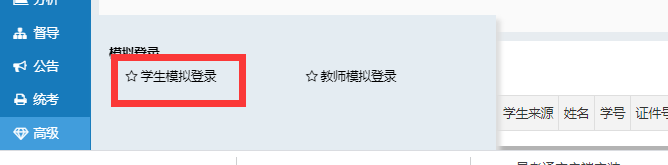 分析
督导
公告
统考
高级
模拟登录
☆ 学生模拟登录
☆ 教师模拟登录
学生来源 姓名 学号 证件号